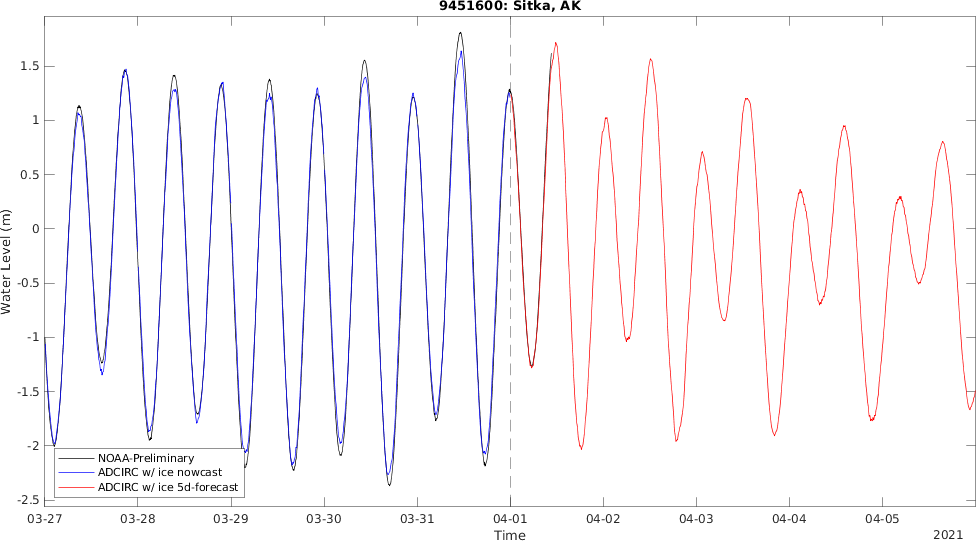 9451600: Sitka, AK
Water Level (m)
1.5
1
0.5
0
-0.5
-1
-1.5
-2
-2.5
NOAA-Preliminary
ADCIRC w/ ice nowcast
ADCIRC w/ ice 5d-forecast
03-27 03-28 03-29 03-30 03-31 04-01 04-02 04-03 04-04 04-05
Time
2021